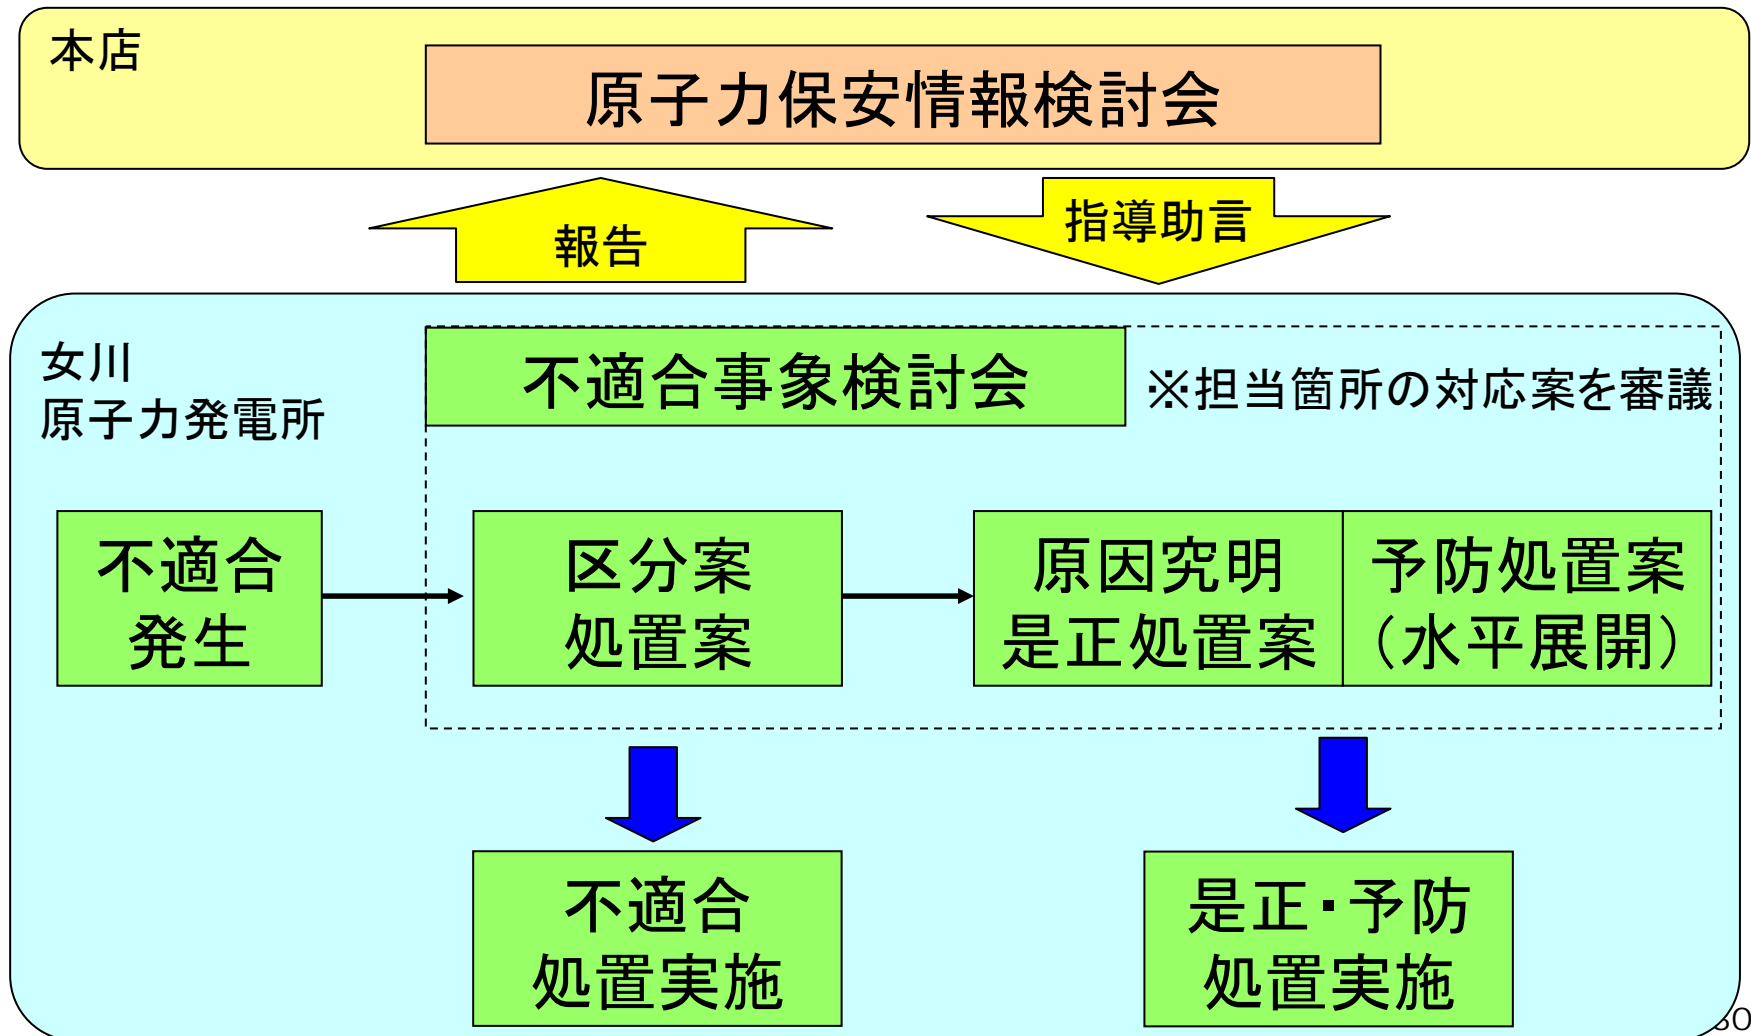 本店
原子力保安情報検討会
報告
指導助言
女川
原子力発電所
不適合事象検討会
※担当箇所の対応案を審議
不適合
発生
区分案
処置案
原因究明
是正処置案
予防処置案
（水平展開）
不適合
処置実施
是正・予防
処置実施